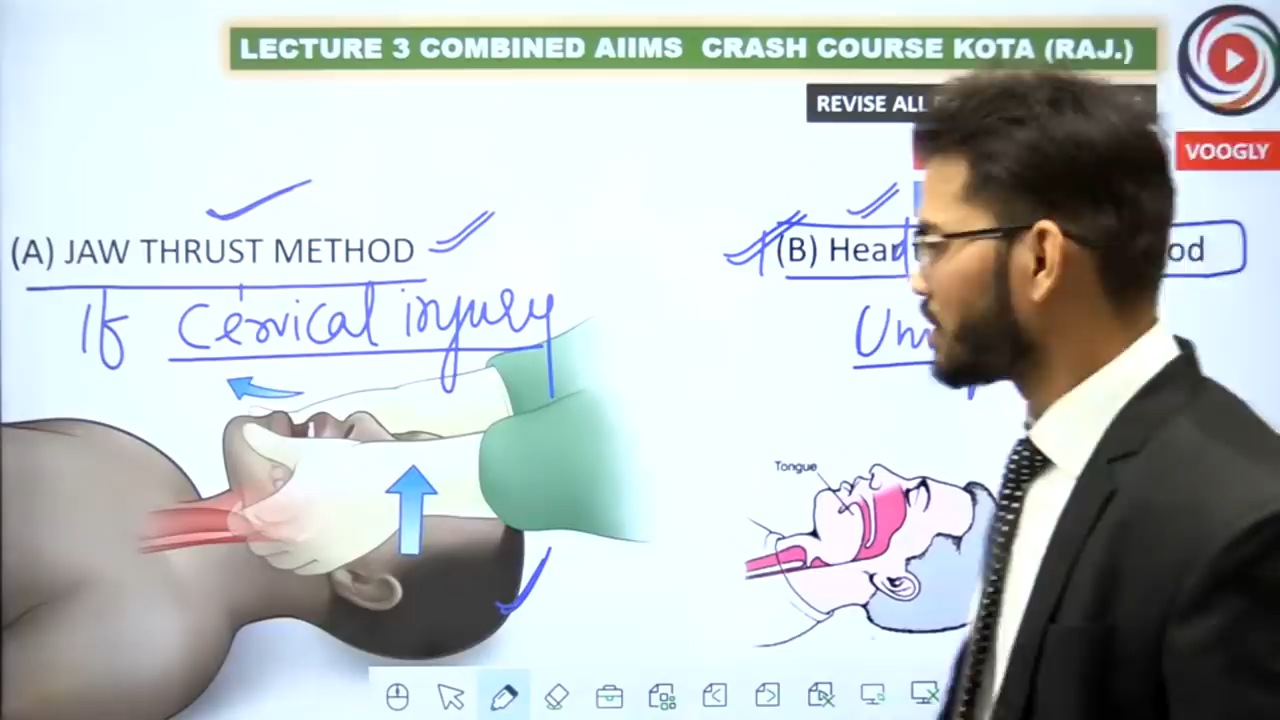 LECTURE 3 COMBINED AIIMS CRASH COURSE KOTA (RAJ.)
REVISE ALL
VOOGLY
(A) JAW THRUST METHOD
If Cervical injury
(B) Head
od
Tongue